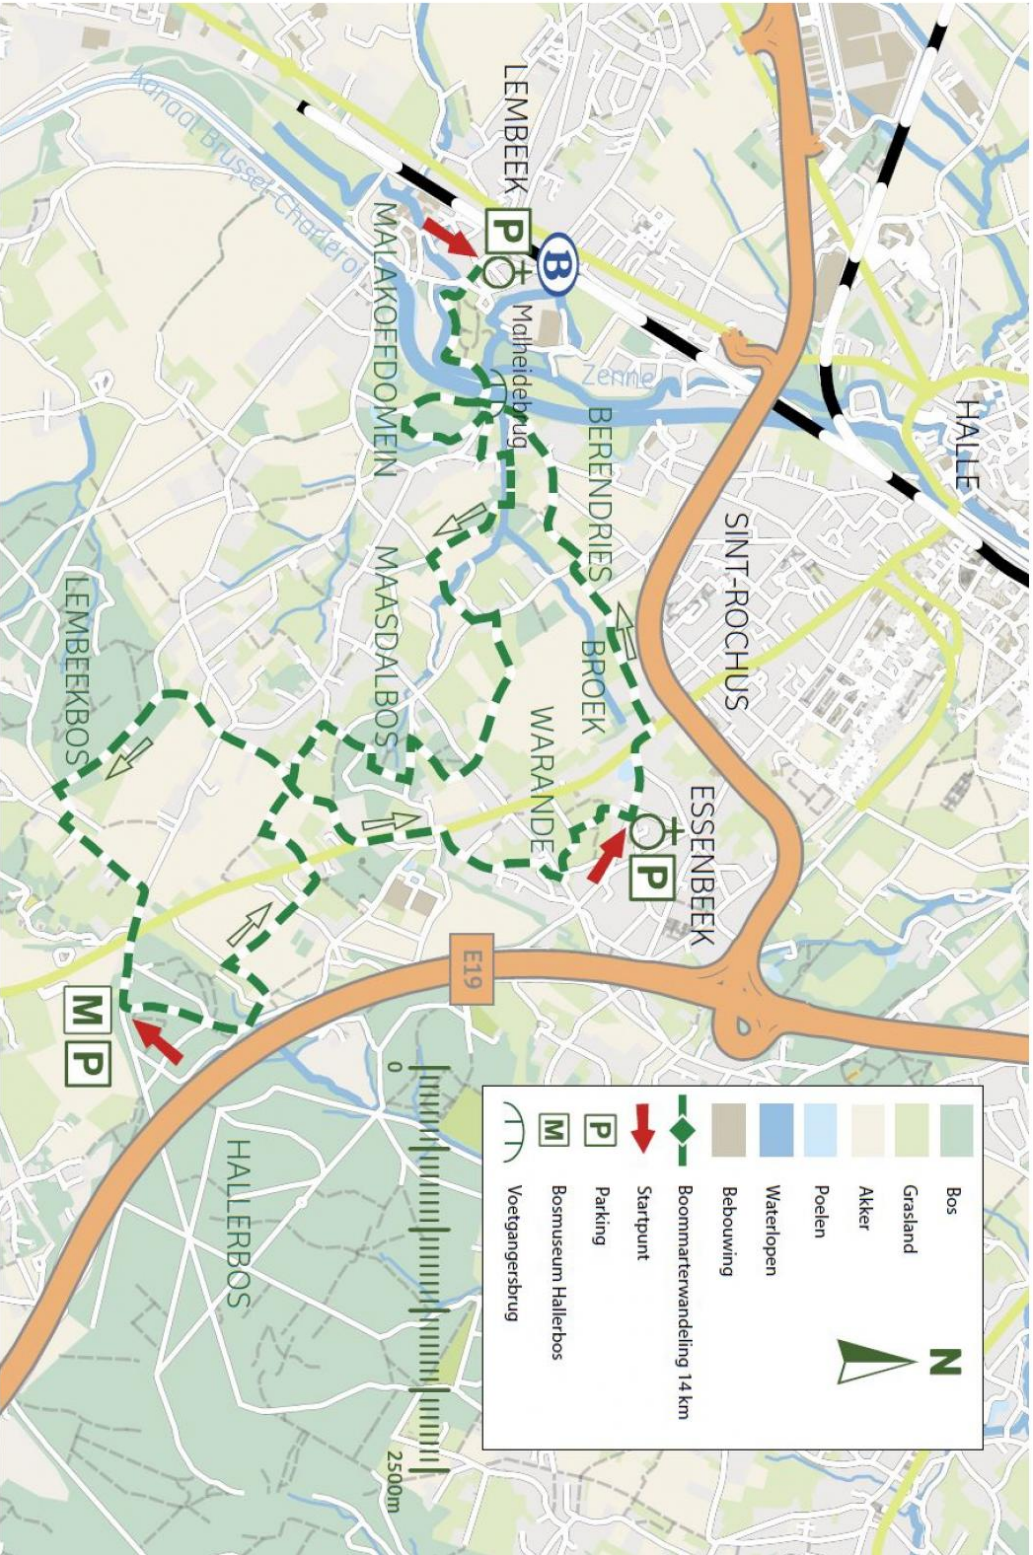 HALLE
SINT-ROCHUS
ESSENBEEK
LEMBEEK
P
B
Malheidebrug
Zenne
BERENDRIES
BROEK
WARANDE
P
Kanaal Brussel-Charleroi
MALAKOFFDOMEIN
MAASDALBOS
LEMBEEKBOS
E19
M P
HALLERBOS
N
Bos
Grasland
Akker
Poelen
Waterlopen
Bebouwing
Boommarterwandeling 14 km
Startpunt
P Parking
M Bosmuseum Hallerbos
Voetgangersbrug
0 2500m